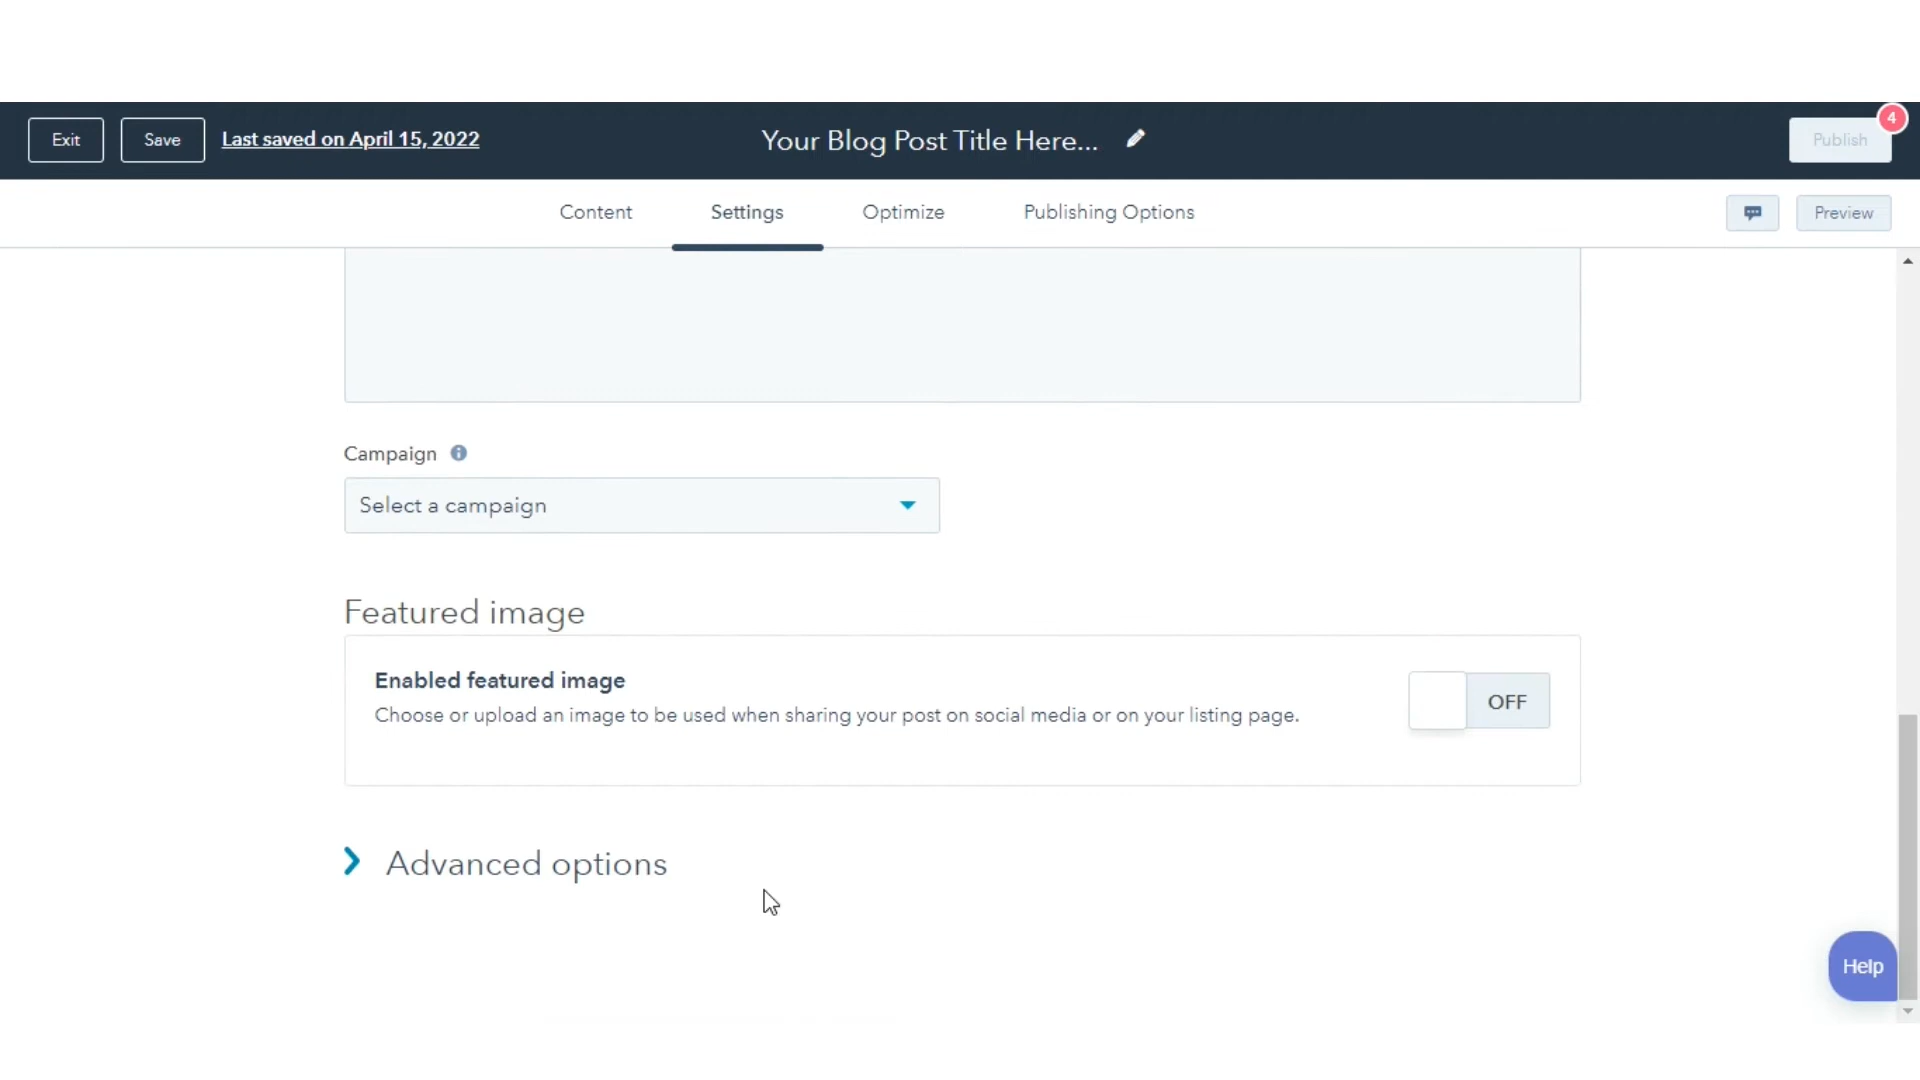 Exit
Save
Last saved on April 15, 2022
Your Blog Post Title Here...
Publish
4
Content
Settings
Optimize
Publishing Options
Preview
Campaign
Select a campaign
Featured image
Enabled featured image
Choose or upload an image to be used when sharing your post on social media or on your listing page.
OFF
Advanced options
Help